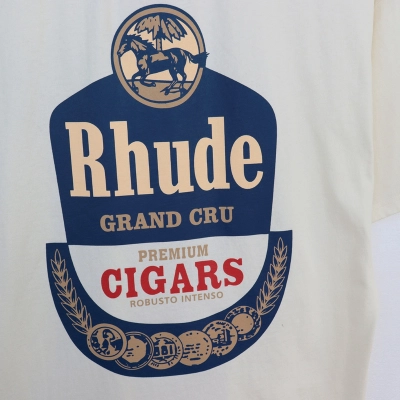 Rhude
GRAND CRU
PREMIUM
CIGARS
ROBUSTO INTENSO